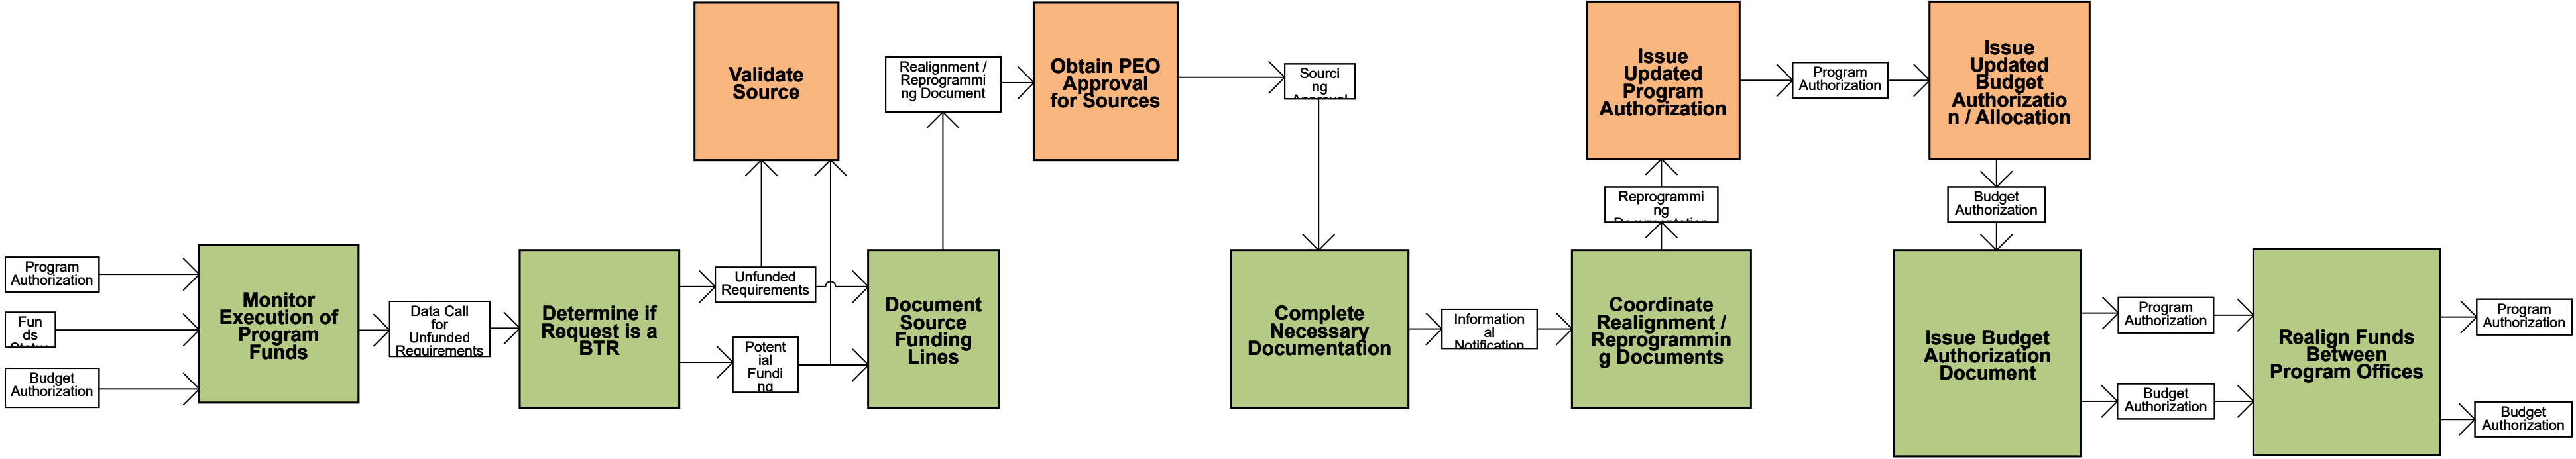 Program
Authorization
Fun
ds
Budget
Authorization
Monitor
Execution of
Program
Funds
Data Call
for
Unfunded
Requirements
Determine if
Request is a
BTR
Unfunded
Requirements
Potent
ial
Fundi
ng
Validate
Source
Document
Source
Funding
Lines
Realignment /
Reprogrammi
ng Document
Obtain PEO
Approval
for Sources
Sourci
ng
Complete
Necessary
Documentation
Information
al
Notification
Coordinate
Realignment /
Reprogrammin
g Documents
Reprogrammi
ng
Issue
Updated
Program
Authorization
Program
Authorization
Issue
Updated
Budget
Authorizatio
n / Allocation
Budget
Authorization
Issue Budget
Authorization
Document
Program
Authorization
Budget
Authorization
Realign Funds
Between
Program Offices
Program
Authorization
Budget
Authorization